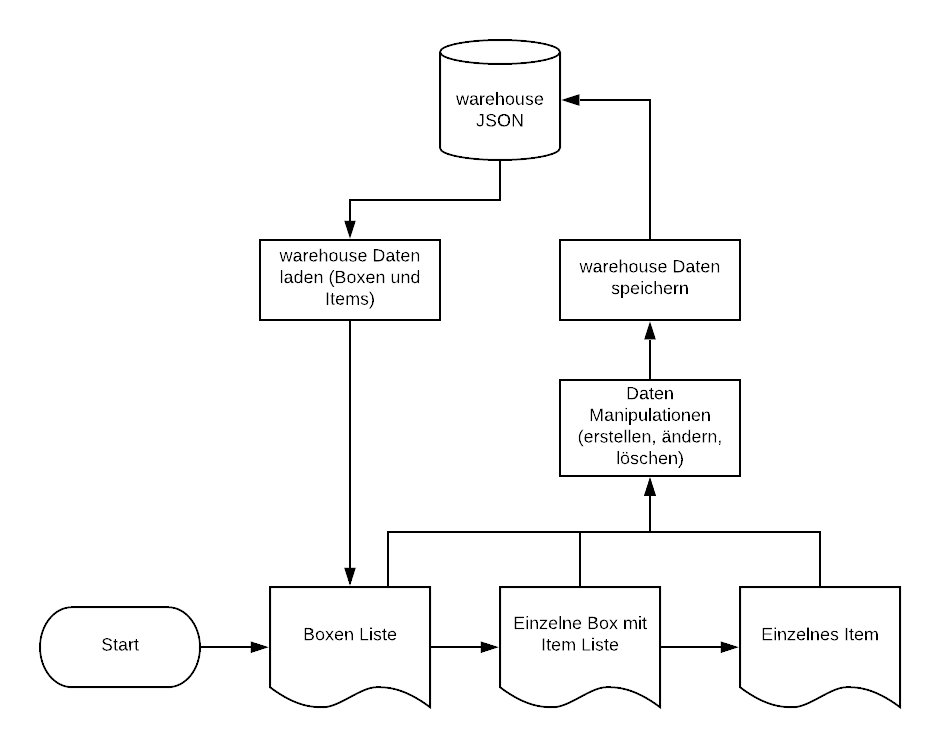 warehouse
JSON
warehouse Daten
laden (Boxen und
Items)
warehouse Daten
speichern
Daten
Manipulationen
(erstellen, ändern,
löschen)
Start
Boxen Liste
Einzelne Box mit
Item Liste
Einzelnes Item